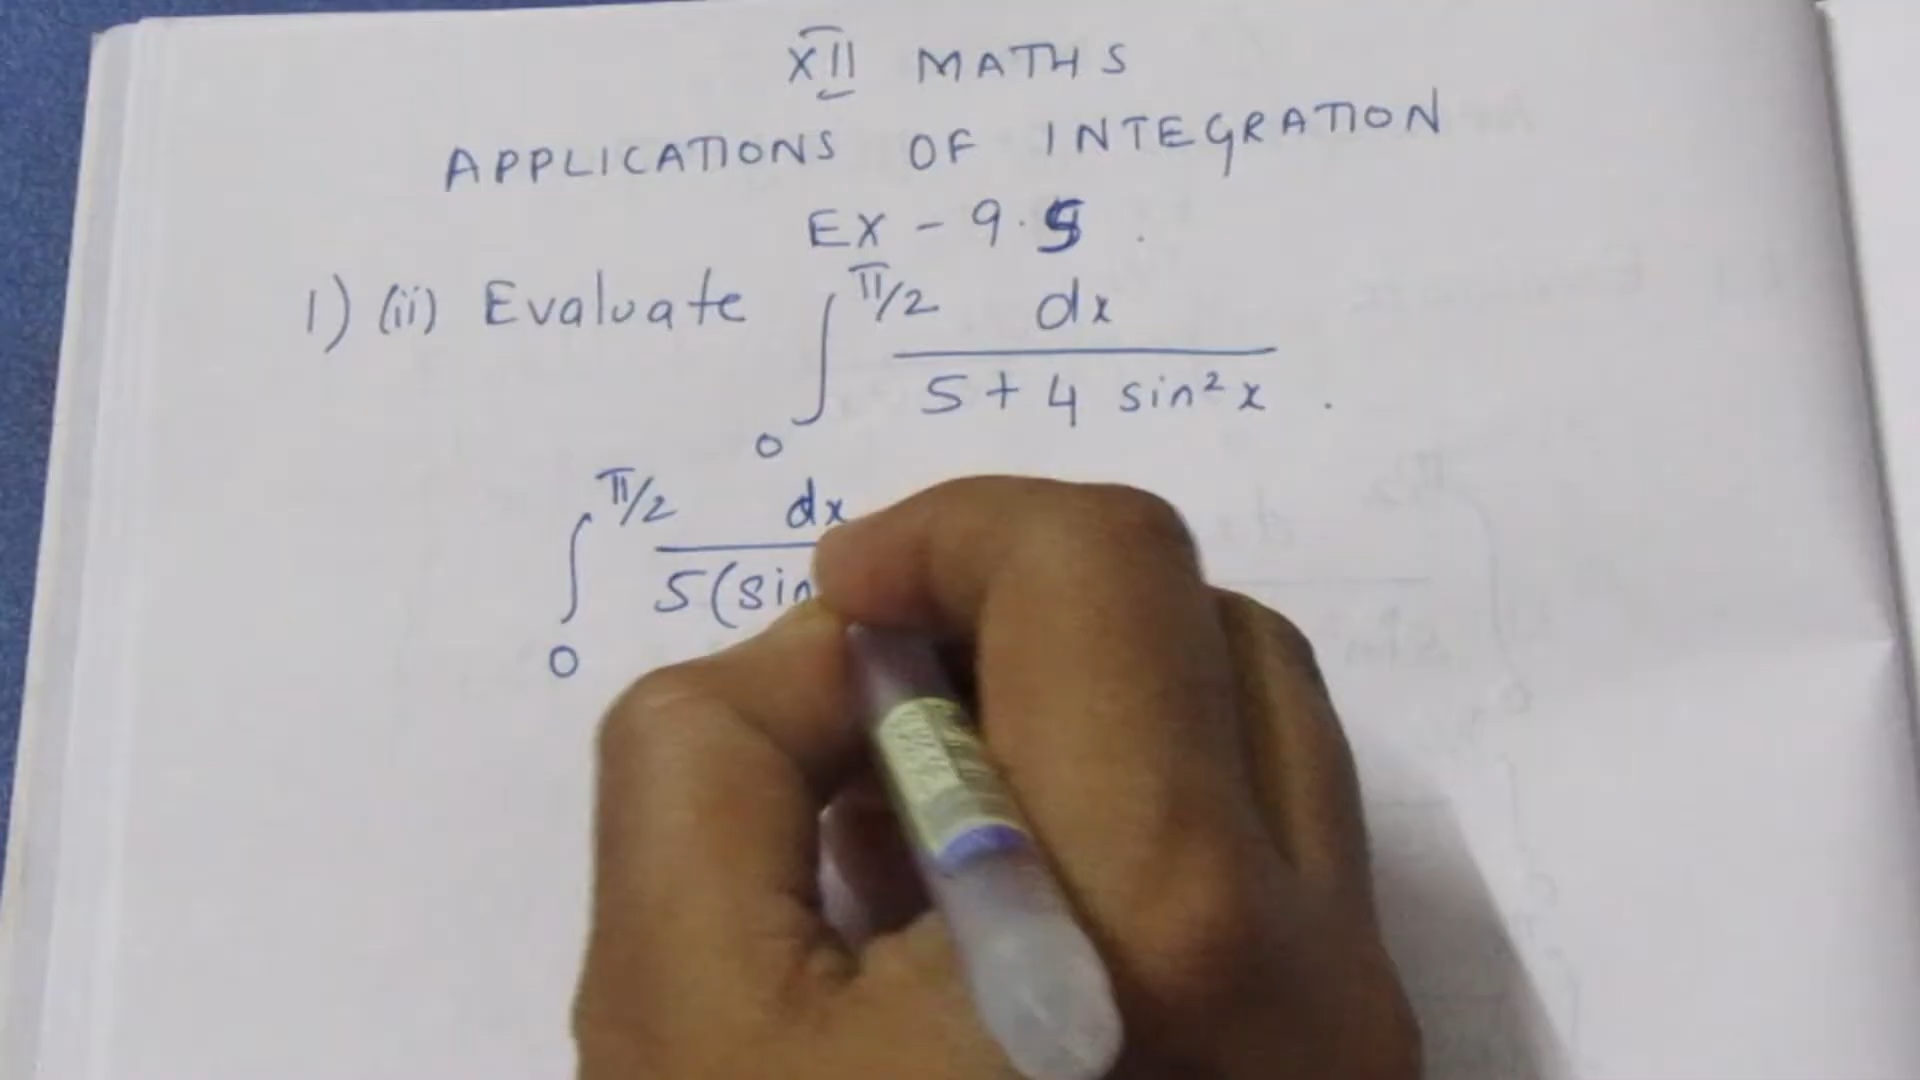 XII MATHS
APPLICATIONS OF INTEGRATION
EX - 9.5
1) (ii) Evaluate ∫₀^(π/2) dx / (5 + 4 sin² x) .
∫₀^(π/2) dx / 5(sin